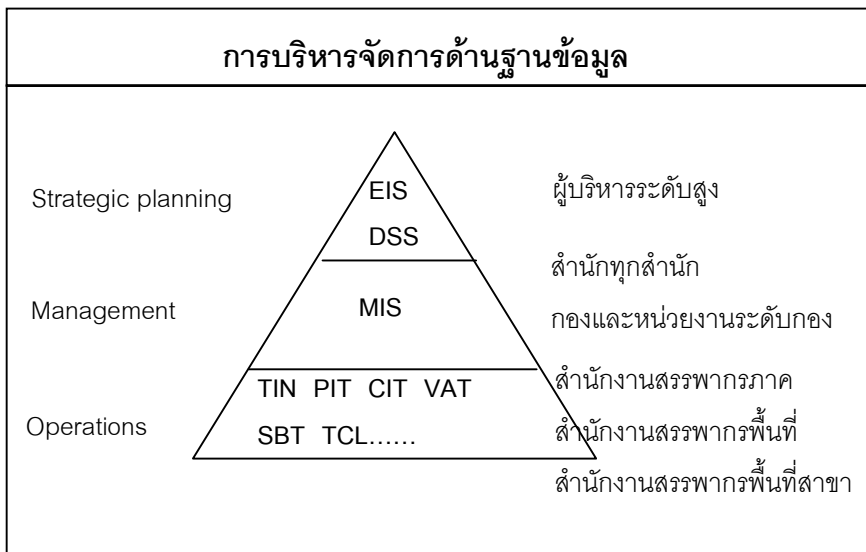 การบริหารจัดการด้านฐานข้อมูล
Strategic planning
EIS
DSS
ผู้บริหารระดับสูง
สำนักทุกสำนัก
Management
MIS
กองและหน่วยงานระดับกอง
TIN PIT CIT VAT
สำนักงานสรรพากรภาค
Operations
SBT TCL......
สำนักงานสรรพากรพื้นที่
สำนักงานสรรพากรพื้นที่สาขา